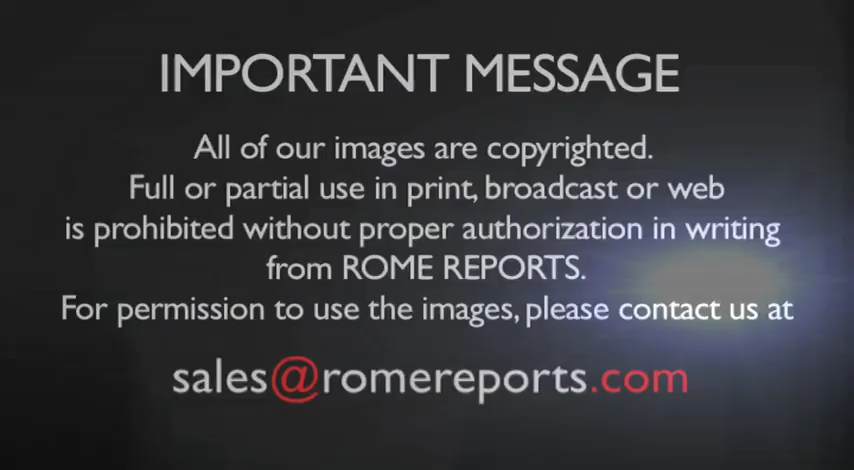 IMPORTANT MESSAGE
All of our images are copyrighted.
Full or partial use in print, broadcast or web
is prohibited without proper authorization in writing
from ROME REPORTS.
For permission to use the images, please contact us at
sales@romereports.com